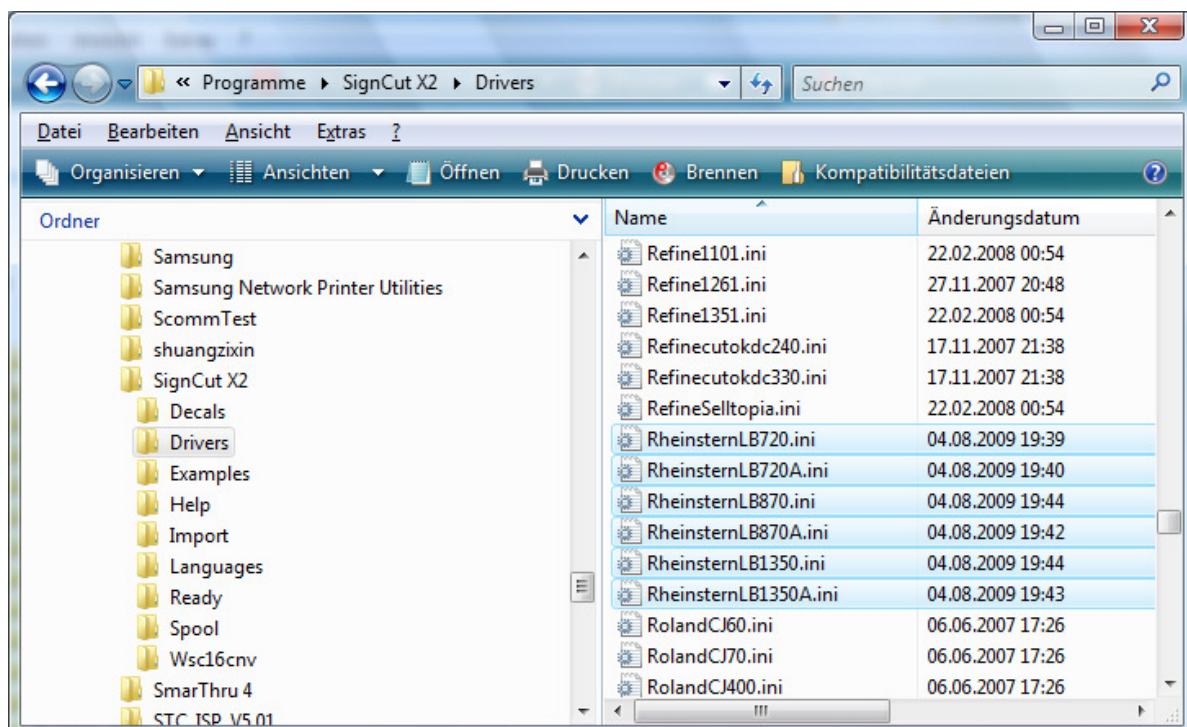 « Programme ▸ SignCut X2 ▸ Drivers
Suchen
Datei Bearbeiten Ansicht Extras ?
Organisieren Ansichten Öffnen Drucken Brennen Kompatibilitätsdateien
Ordner
Samsung
Samsung Network Printer Utilities
ScommTest
shuangzixin
SignCut X2
Decals
Drivers
Examples
Help
Import
Languages
Ready
Spool
Wsc16cnv
SmarThru 4
STC_ISP_V5.01
Name Änderungsdatum
Refine1101.ini 22.02.2008 00:54
Refine1261.ini 27.11.2007 20:48
Refine1351.ini 22.02.2008 00:54
Refinecutokdc240.ini 17.11.2007 21:38
Refinecutokdc330.ini 17.11.2007 21:38
RefineSelltopia.ini 22.02.2008 00:54
RheinsternLB720.ini 04.08.2009 19:39
RheinsternLB720A.ini 04.08.2009 19:40
RheinsternLB870.ini 04.08.2009 19:44
RheinsternLB870A.ini 04.08.2009 19:42
RheinsternLB1350.ini 04.08.2009 19:44
RheinsternLB1350A.ini 04.08.2009 19:43
RolandCJ60.ini 06.06.2007 17:26
RolandCJ70.ini 06.06.2007 17:26
RolandCJ400.ini 06.06.2007 17:26